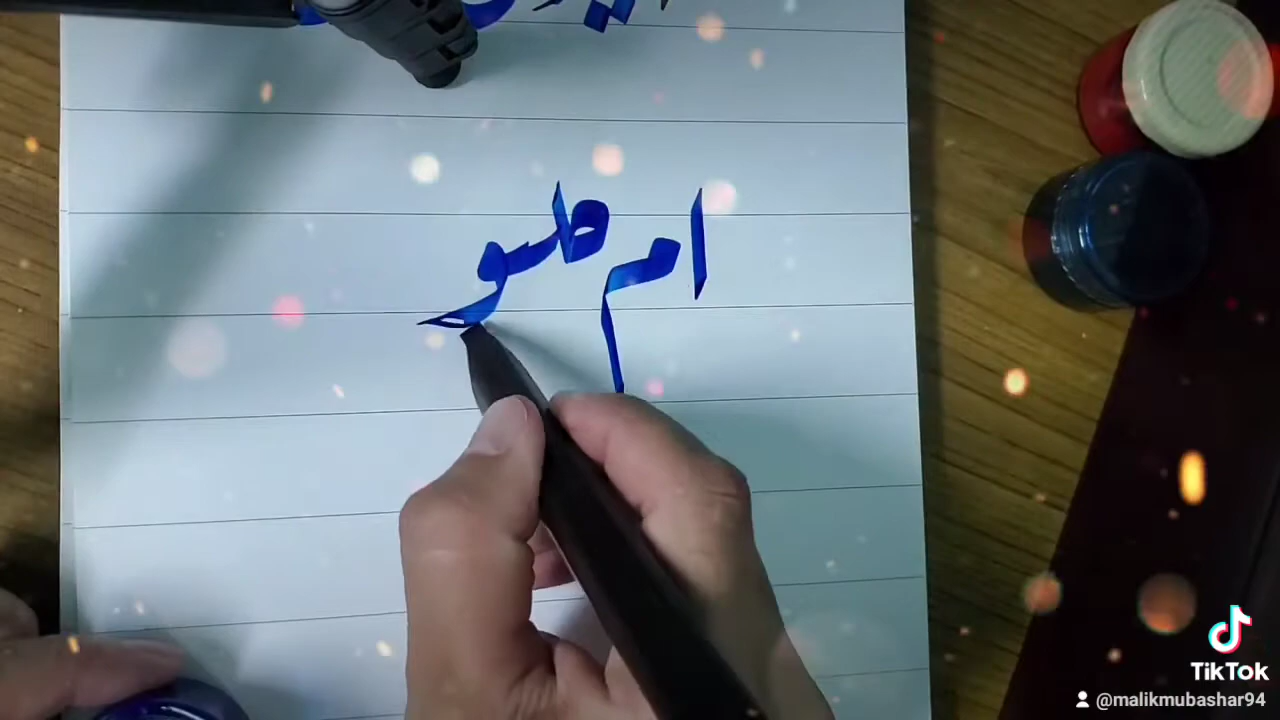 ام طو
TikTok
@malikmubashar94